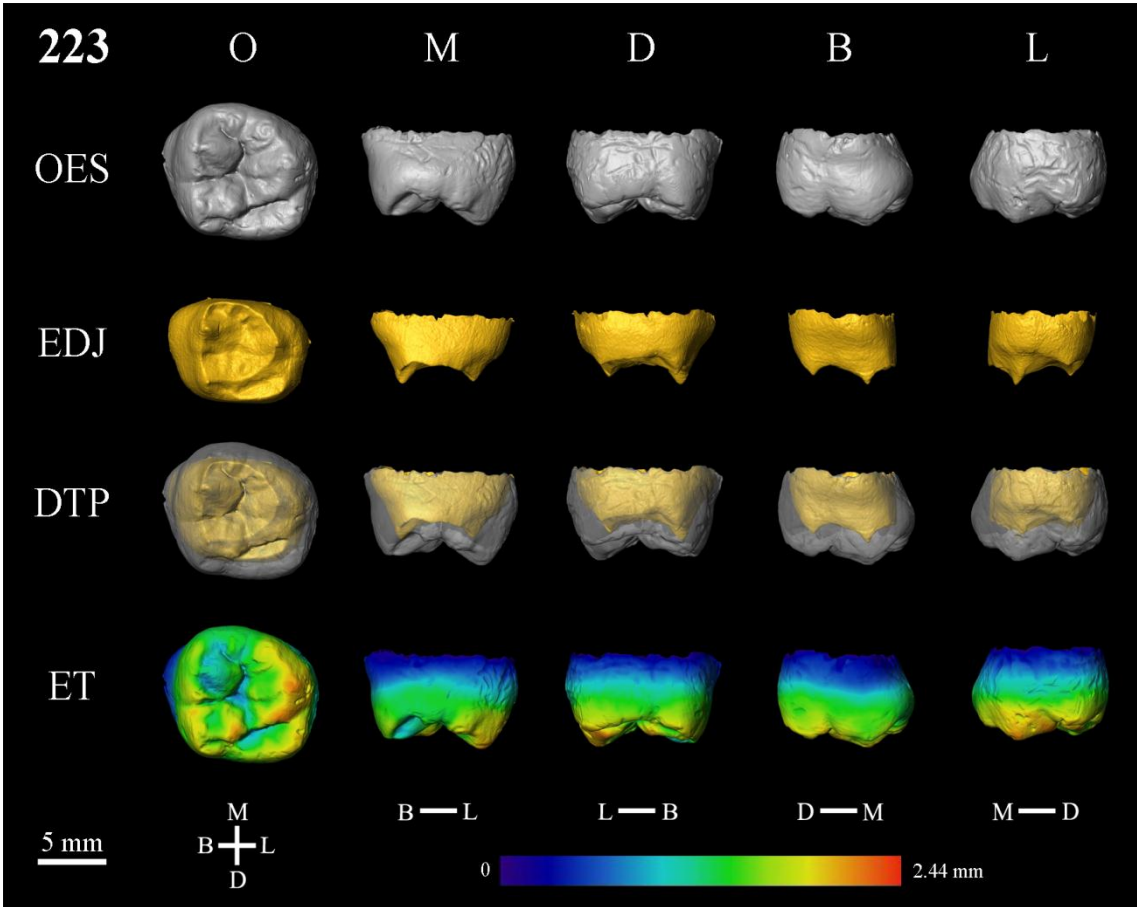 223 O M D B L
OES
EDJ
DTP
ET
M
B L
D
B — L
L — B
D — M
M — D
5 mm
0 2.44 mm